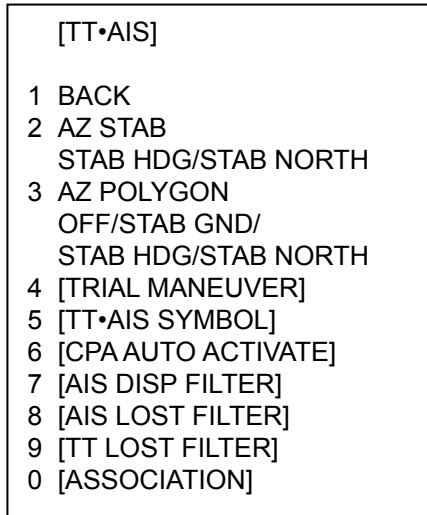 [TT•AIS]
1 BACK
2 AZ STAB
STAB HDG/STAB NORTH
3 AZ POLYGON
OFF/STAB GND/
STAB HDG/STAB NORTH
4 [TRIAL MANEUVER]
5 [TT•AIS SYMBOL]
6 [CPA AUTO ACTIVATE]
7 [AIS DISP FILTER]
8 [AIS LOST FILTER]
9 [TT LOST FILTER]
0 [ASSOCIATION]